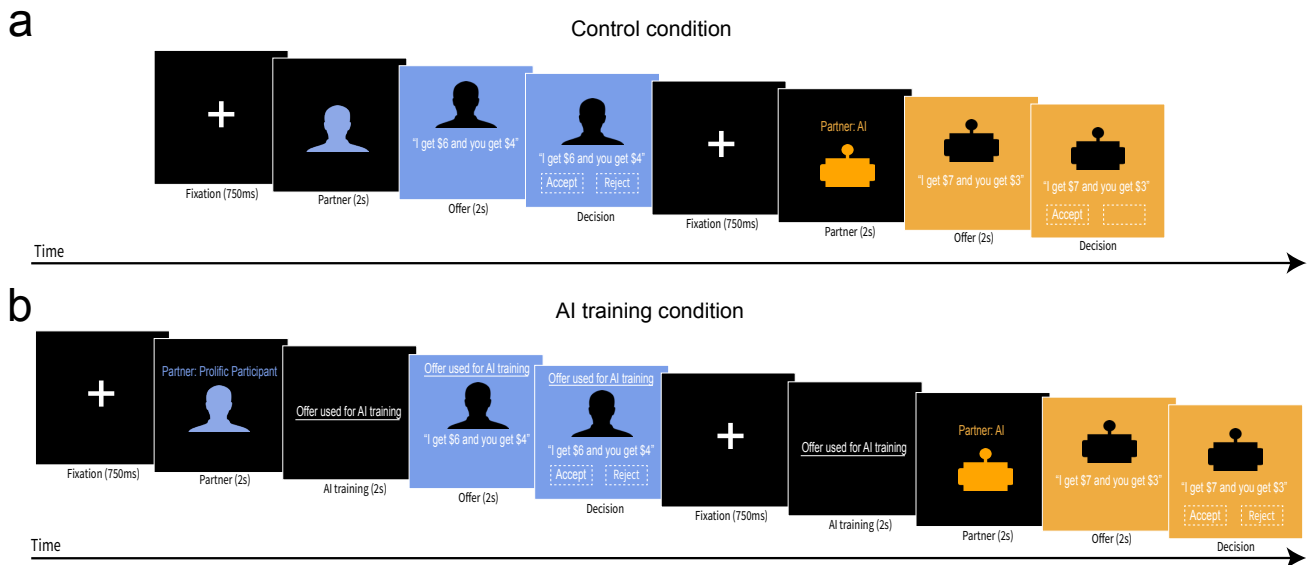 a
Control condition
Fixation (750ms)
Partner (2s)
"I get $6 and you get $4"
Offer (2s)
"I get $6 and you get $4"
Accept Reject
Decision
Fixation (750ms)
Partner: AI
Partner (2s)
"I get $7 and you get $3"
Offer (2s)
"I get $7 and you get $3"
Accept
Decision
Time
b
AI training condition
Fixation (750ms)
Partner: Prolific Participant
Partner (2s)
Offer used for AI training
AI training (2s)
Offer used for AI training
"I get $6 and you get $4"
Offer (2s)
Offer used for AI training
"I get $6 and you get $4"
Accept Reject
Decision
Fixation (750ms)
Offer used for AI training
AI training (2s)
Partner: AI
Partner (2s)
"I get $7 and you get $3"
Offer (2s)
"I get $7 and you get $3"
Accept Reject
Decision
Time